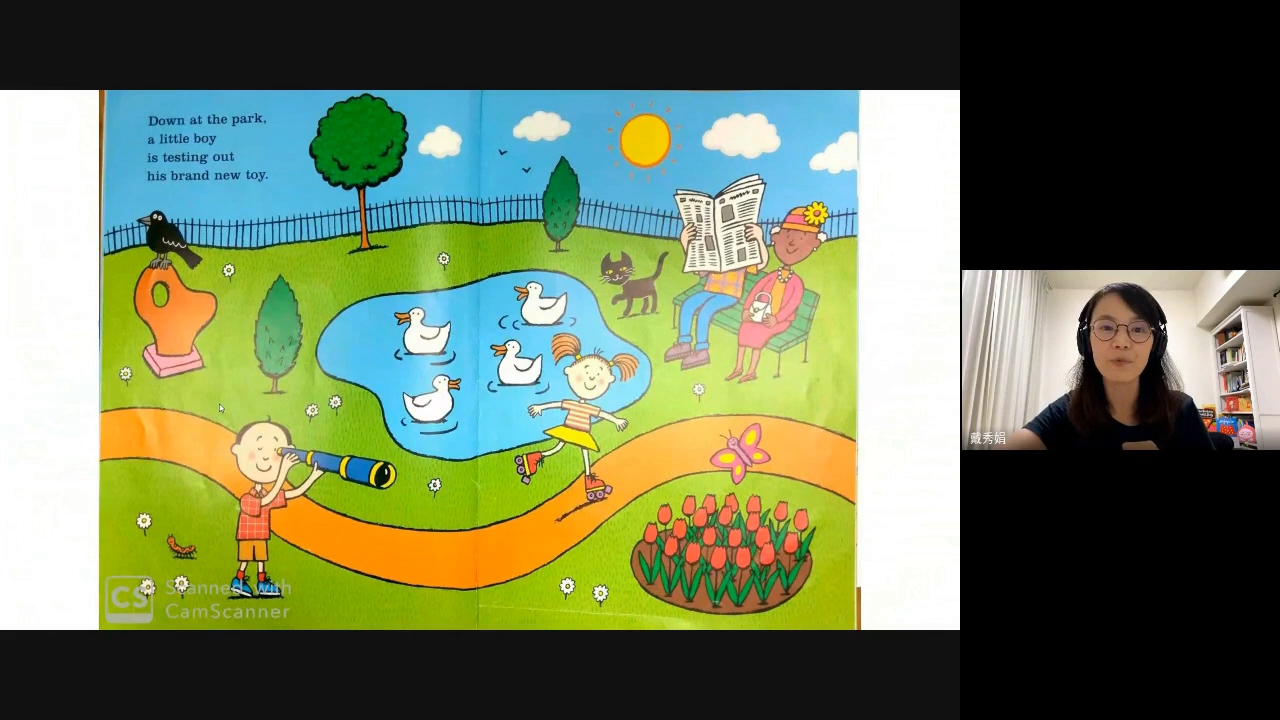 Down at the park,
a little boy
is testing out
his brand new toy.
CS Scanned with
CamScanner
戴秀娟